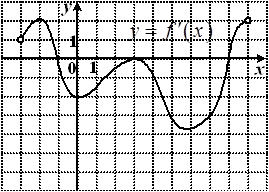 y
y = f'(x)
1
0 1 x